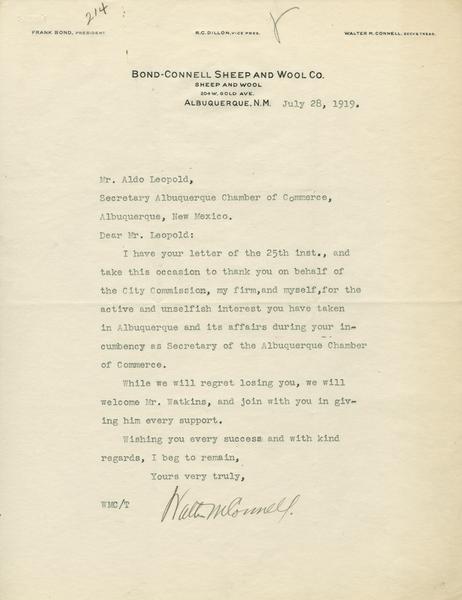 214
FRANK BOND, PRESIDENT. R.C. DILLON, VICE PRES. WALTER M. CONNELL, SECY & TREAS.
BOND-CONNELL SHEEP AND WOOL CO.
SHEEP AND WOOL
204 W. GOLD AVE.
ALBUQUERQUE, N.M. July 28, 1919.
Mr. Aldo Leopold,
Secretary Albuquerque Chamber of Commerce,
Albuquerque, New Mexico.
Dear Mr. Leopold:
I have your letter of the 25th inst., and
take this occasion to thank you on behalf of
the City Commission, my firm,and myself,for the
active and unselfish interest you have taken
in Albuquerque and its affairs during your in-
cumbency as Secretary of the Albuquerque Chamber
of Commerce.
While we will regret losing you, we will
welcome Mr. Watkins, and join with you in giv-
ing him every support.
Wishing you every success and with kind
regards, I beg to remain,
Yours very truly,
WMC/T Walter M Connell.